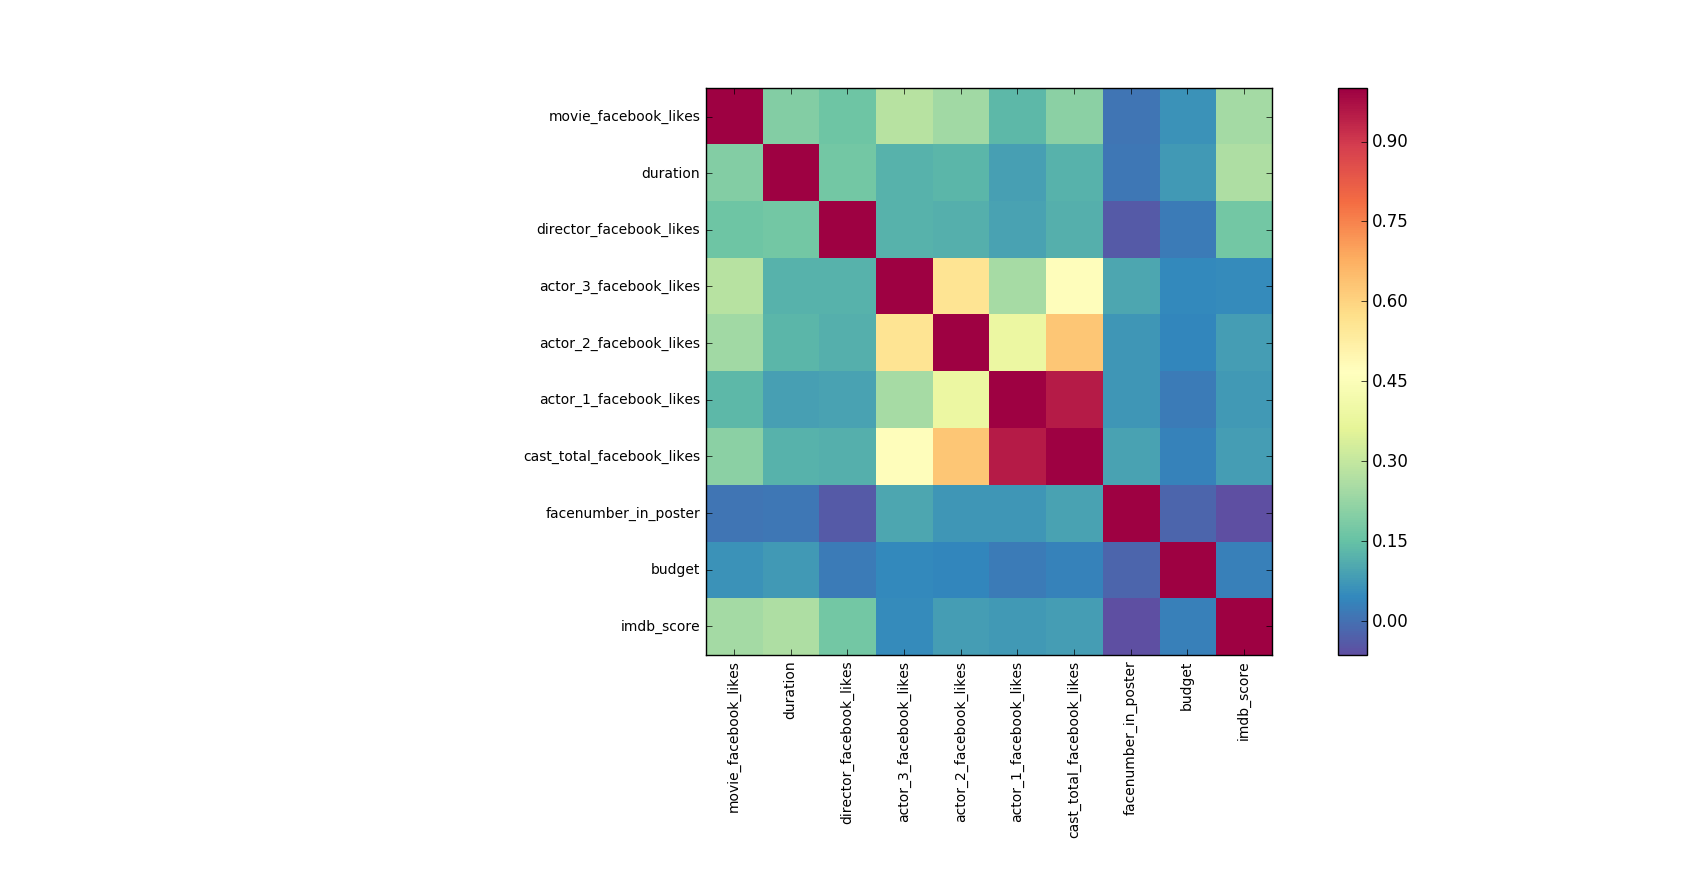 movie_facebook_likes
duration
director_facebook_likes
actor_3_facebook_likes
actor_2_facebook_likes
actor_1_facebook_likes
cast_total_facebook_likes
facenumber_in_poster
budget
imdb_score
movie_facebook_likes
duration
director_facebook_likes
actor_3_facebook_likes
actor_2_facebook_likes
actor_1_facebook_likes
cast_total_facebook_likes
facenumber_in_poster
budget
imdb_score
0.90
0.75
0.60
0.45
0.30
0.15
0.00